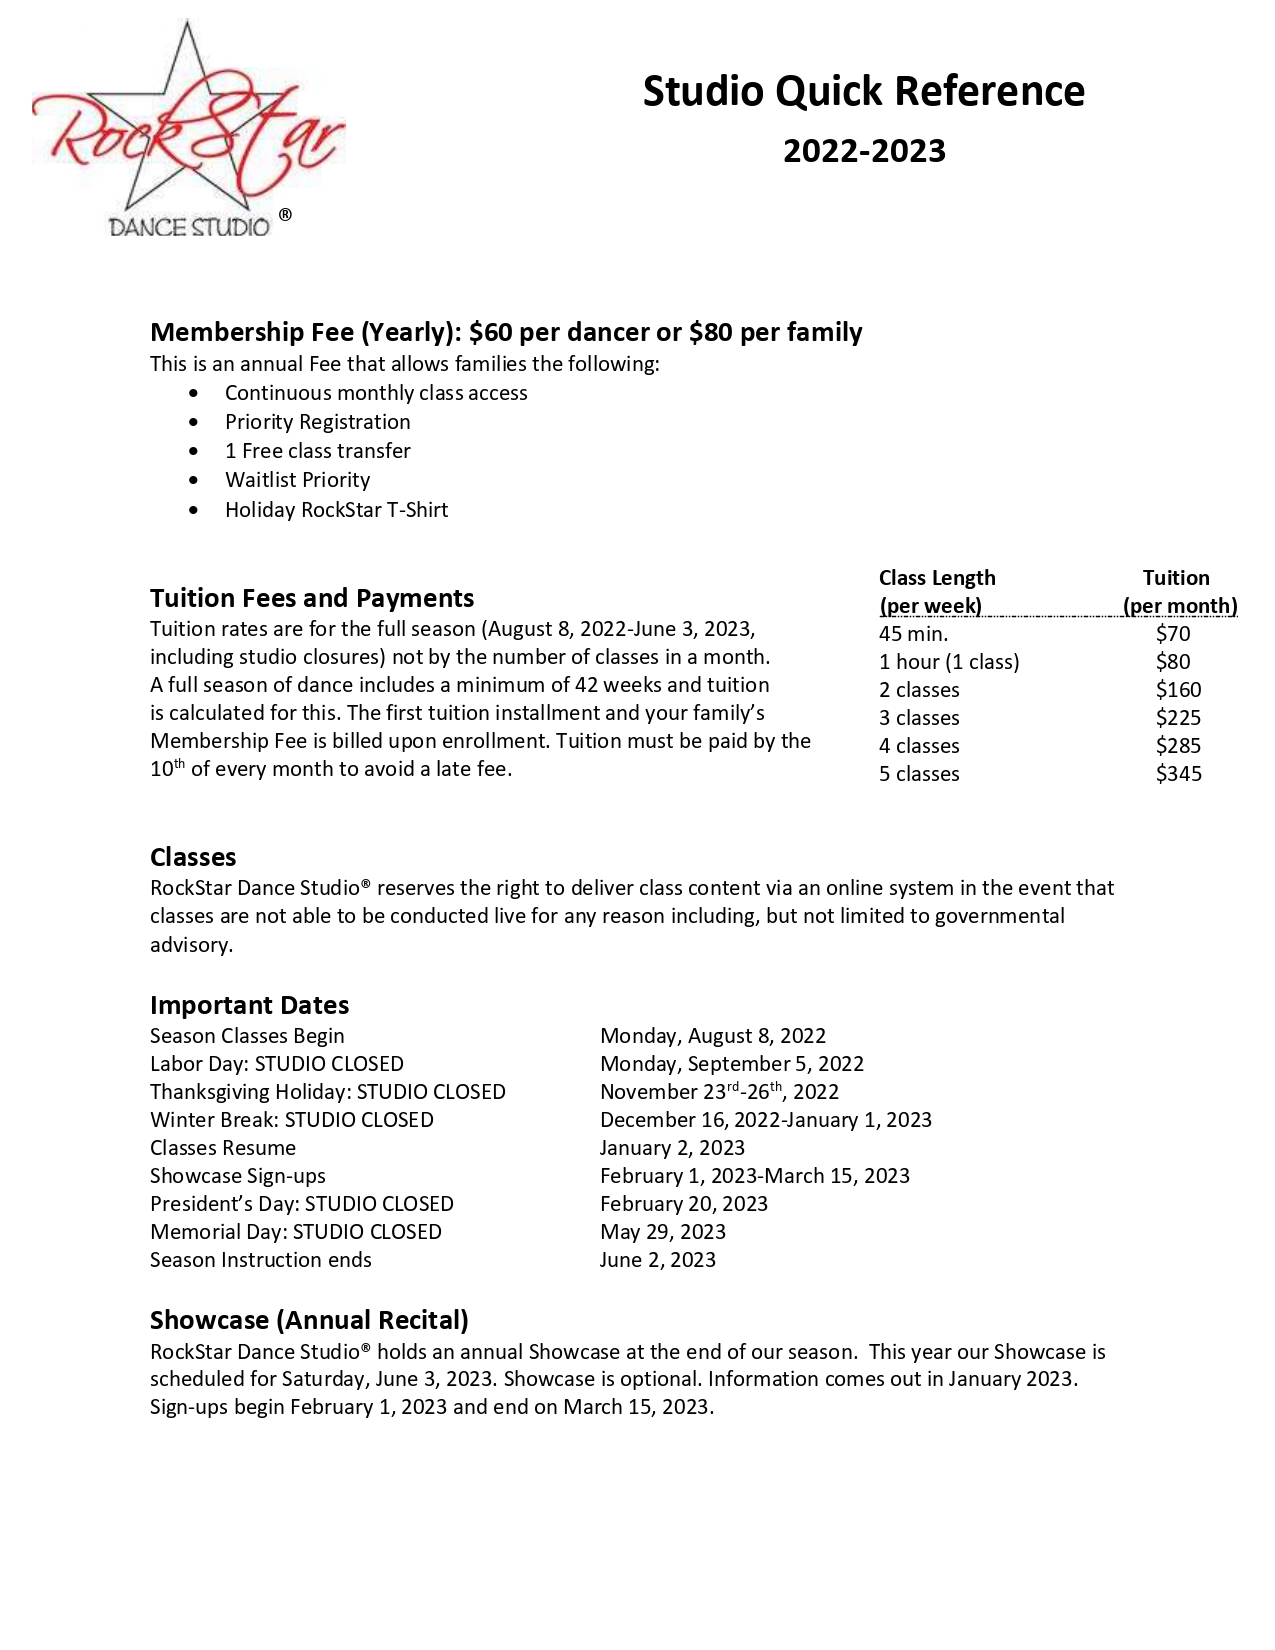 RockStar
DANCE STUDIO ®
Studio Quick Reference
2022-2023
Membership Fee (Yearly): $60 per dancer or $80 per family
This is an annual Fee that allows families the following:
• Continuous monthly class access
• Priority Registration
• 1 Free class transfer
• Waitlist Priority
• Holiday RockStar T-Shirt
Tuition Fees and Payments
Tuition rates are for the full season (August 8, 2022-June 3, 2023,
including studio closures) not by the number of classes in a month.
A full season of dance includes a minimum of 42 weeks and tuition
is calculated for this. The first tuition installment and your family’s
Membership Fee is billed upon enrollment. Tuition must be paid by the
10th of every month to avoid a late fee.
Class Length Tuition
(per week) (per month)
45 min. $70
1 hour (1 class) $80
2 classes $160
3 classes $225
4 classes $285
5 classes $345
Classes
RockStar Dance Studio® reserves the right to deliver class content via an online system in the event that
classes are not able to be conducted live for any reason including, but not limited to governmental
advisory.
Important Dates
Season Classes Begin Monday, August 8, 2022
Labor Day: STUDIO CLOSED Monday, September 5, 2022
Thanksgiving Holiday: STUDIO CLOSED November 23rd-26th, 2022
Winter Break: STUDIO CLOSED December 16, 2022-January 1, 2023
Classes Resume January 2, 2023
Showcase Sign-ups February 1, 2023-March 15, 2023
President’s Day: STUDIO CLOSED February 20, 2023
Memorial Day: STUDIO CLOSED May 29, 2023
Season Instruction ends June 2, 2023
Showcase (Annual Recital)
RockStar Dance Studio® holds an annual Showcase at the end of our season.  This year our Showcase is
scheduled for Saturday, June 3, 2023. Showcase is optional. Information comes out in January 2023.
Sign-ups begin February 1, 2023 and end on March 15, 2023.